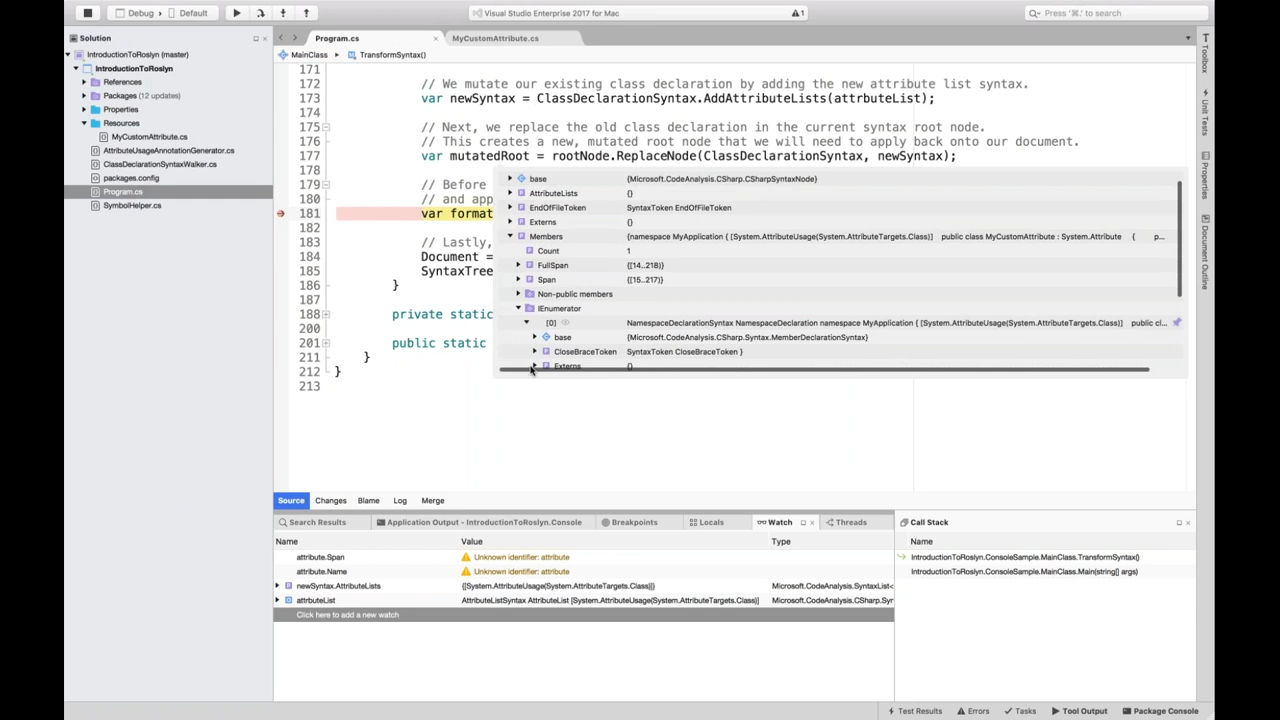 Debug › Default
Visual Studio Enterprise 2017 for Mac
1
Press '⌘.' to search
Solution
IntroductionToRoslyn (master)
IntroductionToRoslyn
References
Packages (12 updates)
Properties
Resources
MyCustomAttribute.cs
AttributeUsageAnnotationGenerator.cs
ClassDeclarationSyntaxWalker.cs
packages.config
Program.cs
SymbolHelper.cs
Program.cs
MyCustomAttribute.cs
MainClass
TransformSyntax()
171
172 // We mutate our existing class declaration by adding the new attribute list syntax.
173 var newSyntax = ClassDeclarationSyntax.AddAttributeLists(attrbuteList);
174
175 // Next, we replace the old class declaration in the current syntax root node.
176 // This creates a new, mutated root node that we will need to apply back onto our document.
177 var mutatedRoot = rootNode.ReplaceNode(ClassDeclarationSyntax, newSyntax);
178
179 // Before
180 // and app
181 var format
182
183 // Lastly,
184 Document =
185 SyntaxTree
186 }
187
188 private static
200
201 public static
211 }
212 }
213
base {Microsoft.CodeAnalysis.CSharp.CSharpSyntaxNode}
AttributeLists {}
EndOfFileToken SyntaxToken EndOfFileToken
Externs {}
Members {namespace MyApplication { [System.AttributeUsage(System.AttributeTargets.Class)] public class MyCustomAttribute : System.Attribute { p...
Count 1
FullSpan {[14..218)}
Span {[15..217)}
Non-public members
IEnumerator
[0] NamespaceDeclarationSyntax NamespaceDeclaration namespace MyApplication { [System.AttributeUsage(System.AttributeTargets.Class)] public cl...
base {Microsoft.CodeAnalysis.CSharp.Syntax.MemberDeclarationSyntax}
CloseBraceToken SyntaxToken CloseBraceToken }
Externs {}
Toolbox
Unit Tests
Properties
Document Outline
Source Changes Blame Log Merge
Search Results
Application Output - IntroductionToRoslyn.Console
Breakpoints
Locals
Watch
Threads
Name Value Type
attribute.Span Unknown identifier: attribute
attribute.Name Unknown identifier: attribute
newSyntax.AttributeLists {[System.AttributeUsage(System.AttributeTargets.Class)]} Microsoft.CodeAnalysis.SyntaxList<
attrbuteList AttributeListSyntax AttributeList [System.AttributeUsage(System.AttributeTargets.Class)] Microsoft.CodeAnalysis.CSharp.Syr
Click here to add a new watch
Call Stack
Name
IntroductionToRoslyn.ConsoleSample.MainClass.TransformSyntax()
IntroductionToRoslyn.ConsoleSample.MainClass.Main(string[] args)
Test Results
Errors
Tasks
Tool Output
Package Console